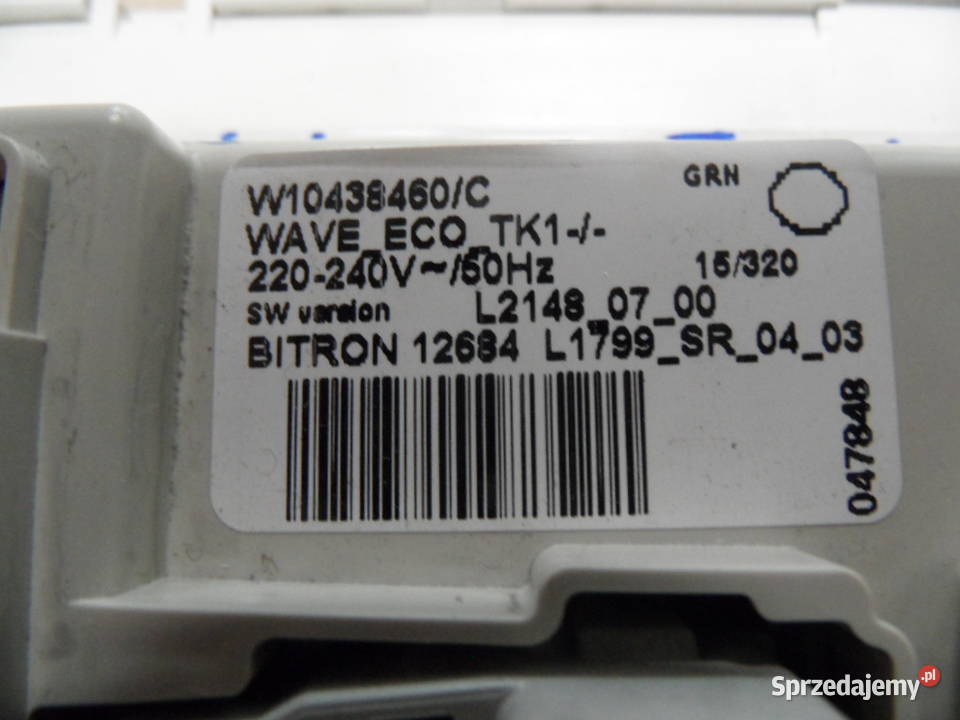 W10438460/C GRN
WAVE_ECO_TK1-/-
220-240V~/50Hz 15/320
SW version L2148_07_00
BITRON 12684 L1799_SR_04_03
047848
Sprzedajemy.pl